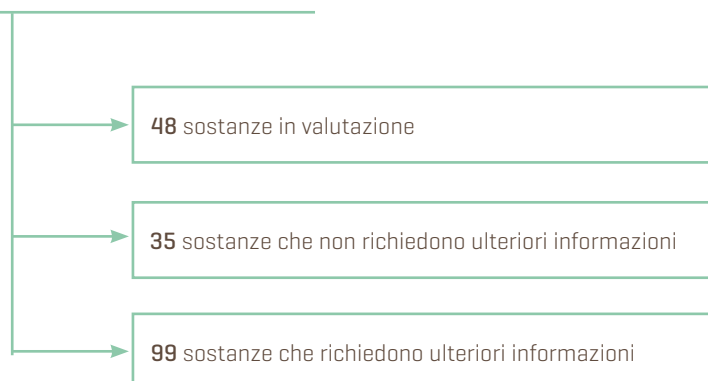 48 sostanze in valutazione
35 sostanze che non richiedono ulteriori informazioni
99 sostanze che richiedono ulteriori informazioni